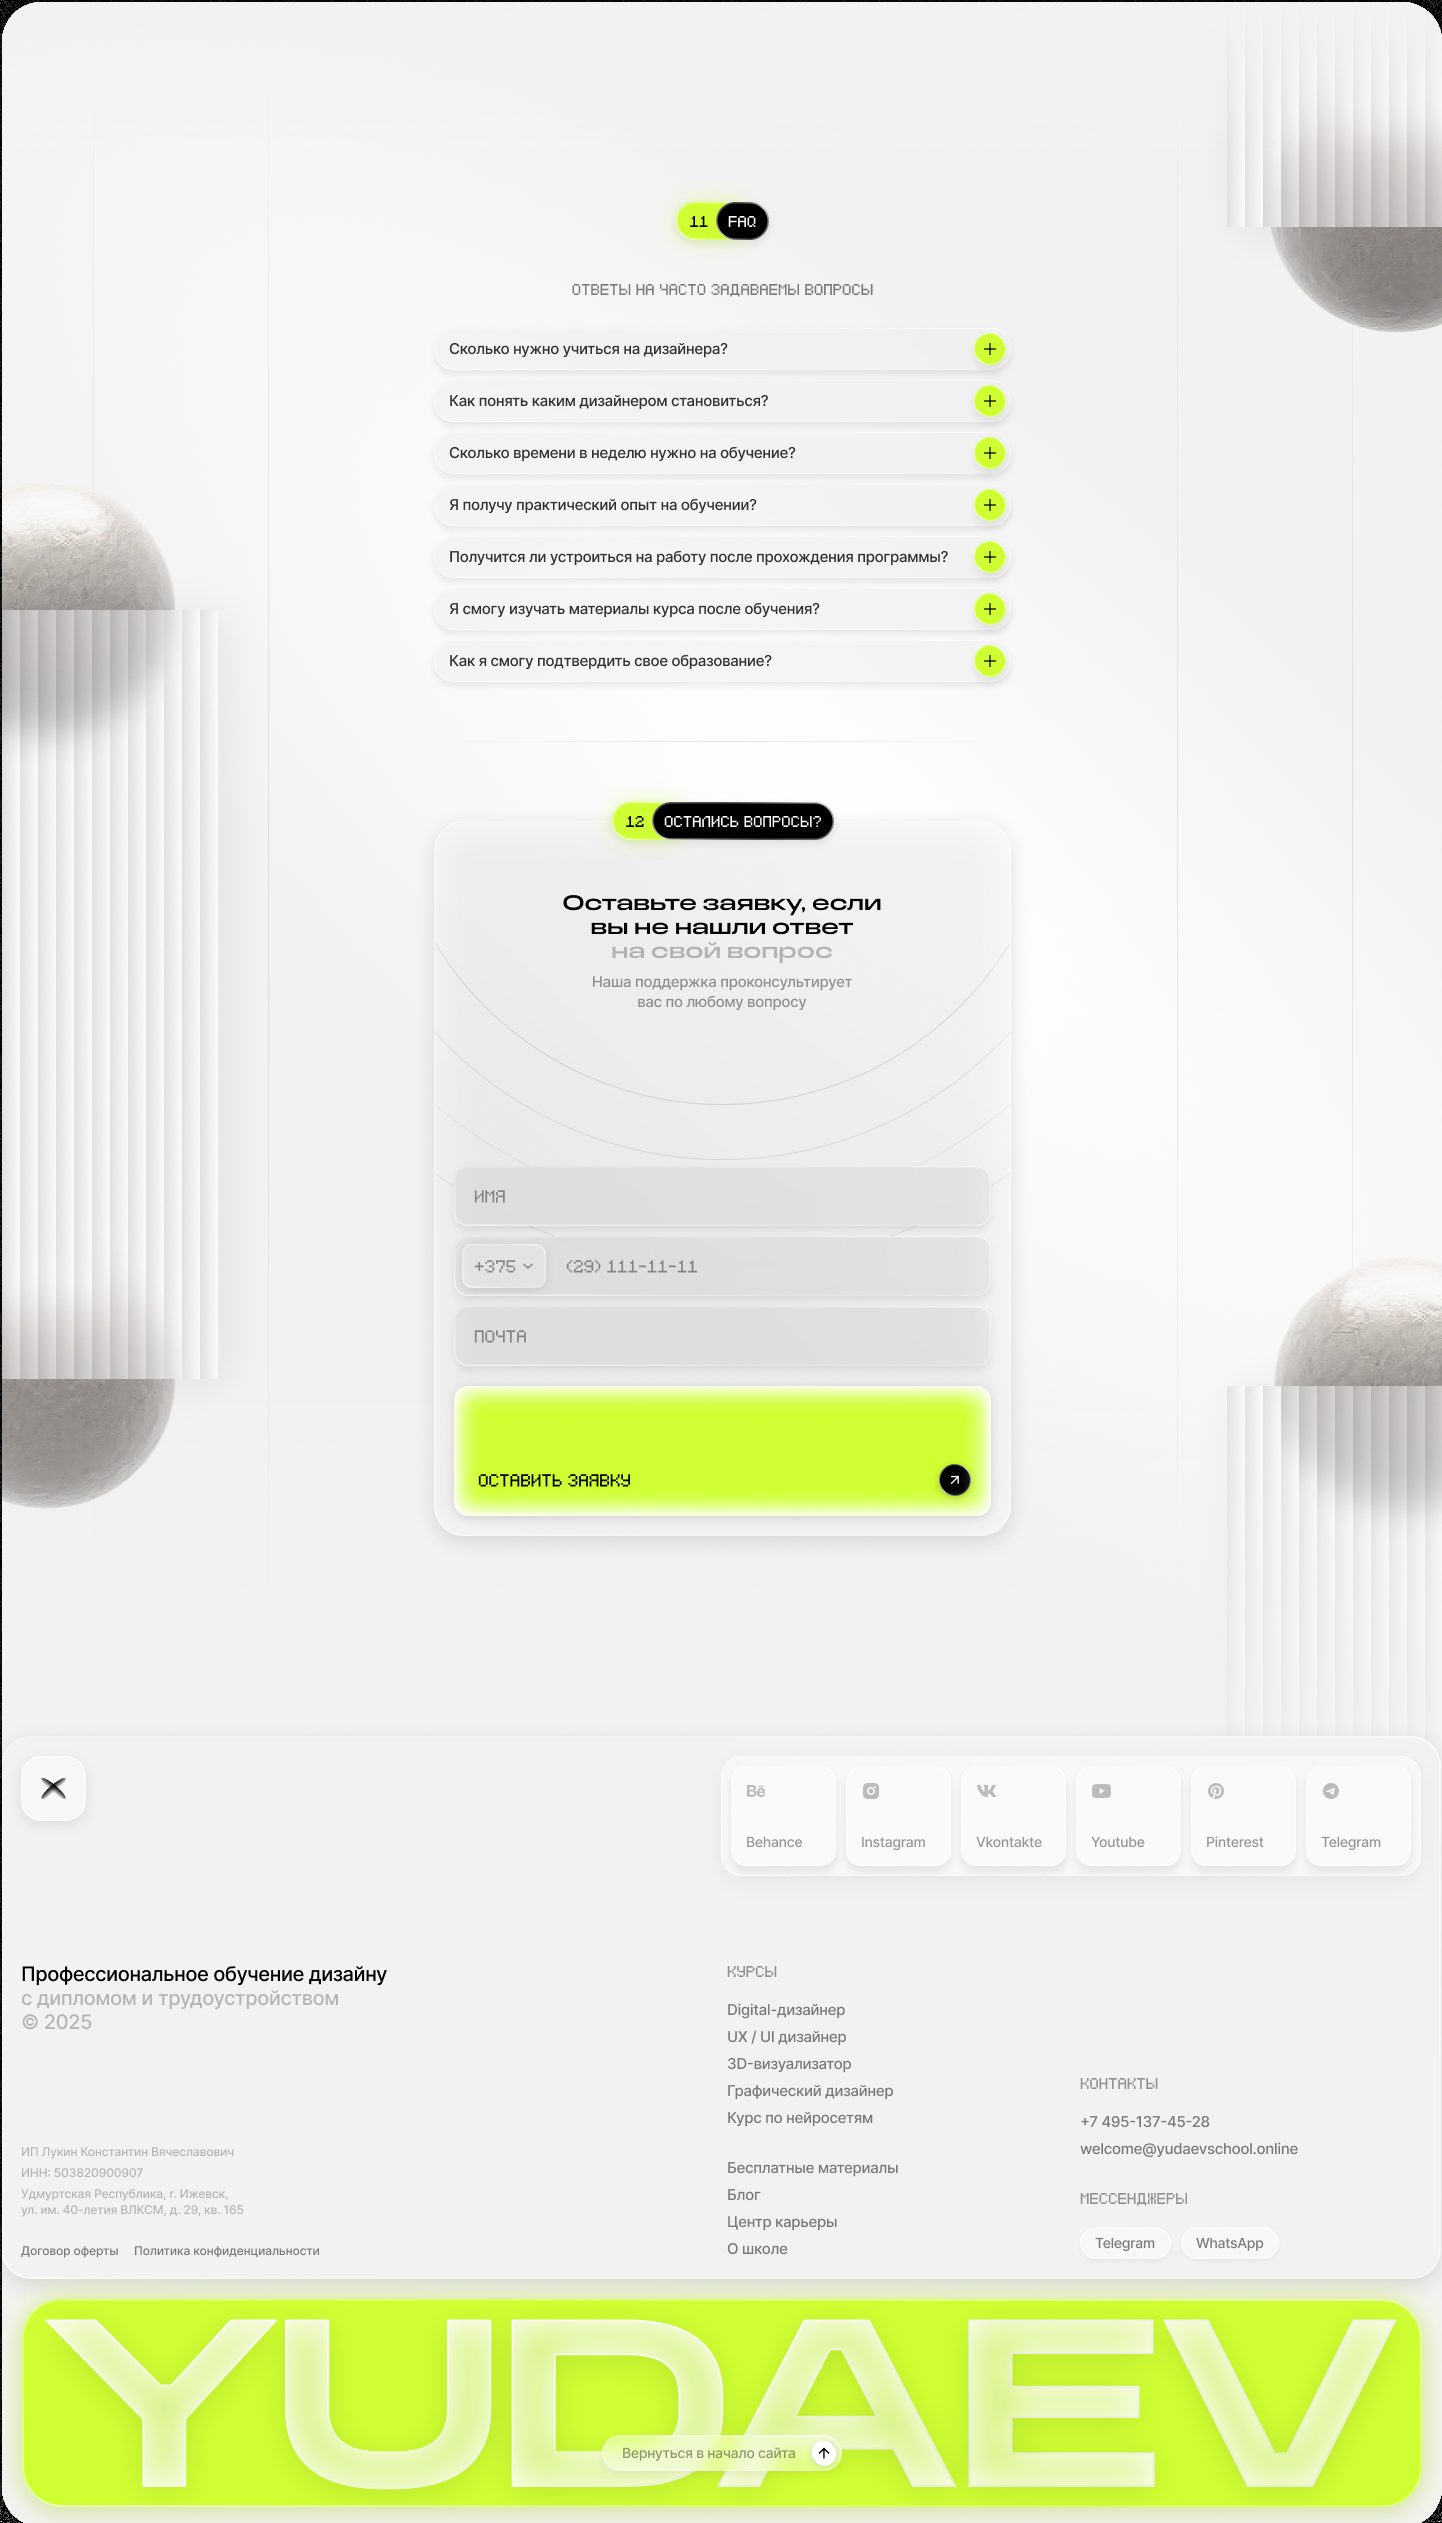 11 FAQ
ОТВЕТЫ НА ЧАСТО ЗАДАВАЕМЫ ВОПРОСЫ
Сколько нужно учиться на дизайнера?
Как понять каким дизайнером становиться?
Сколько времени в неделю нужно на обучение?
Я получу практический опыт на обучении?
Получится ли устроиться на работу после прохождения программы?
Я смогу изучать материалы курса после обучения?
Как я смогу подтвердить свое образование?
12 ОСТАЛИСЬ ВОПРОСЫ?
Оставьте заявку, если
вы не нашли ответ
на свой вопрос
Наша поддержка проконсультирует
вас по любому вопросу
ИМЯ
+375 (29) 111-11-11
ПОЧТА
ОСТАВИТЬ ЗАЯВКУ
Bē
Behance Instagram Vkontakte Youtube Pinterest Telegram
Профессиональное обучение дизайну
с дипломом и трудоустройством
© 2025
ИП Лукин Константин Вячеславович
ИНН: 503820900907
Удмуртская Республика, г. Ижевск,
ул. им. 40-летия ВЛКСМ, д. 29, кв. 165
Договор оферты Политика конфиденциальности
КУРСЫ
Digital-дизайнер
UX / UI дизайнер
3D-визуализатор
Графический дизайнер
Курс по нейросетям
Бесплатные материалы
Блог
Центр карьеры
О школе
КОНТАКТЫ
+7 495-137-45-28
welcome@yudaevschool.online
МЕССЕНДЖЕРЫ
Telegram WhatsApp
YUDAEV
Вернуться в начало сайта